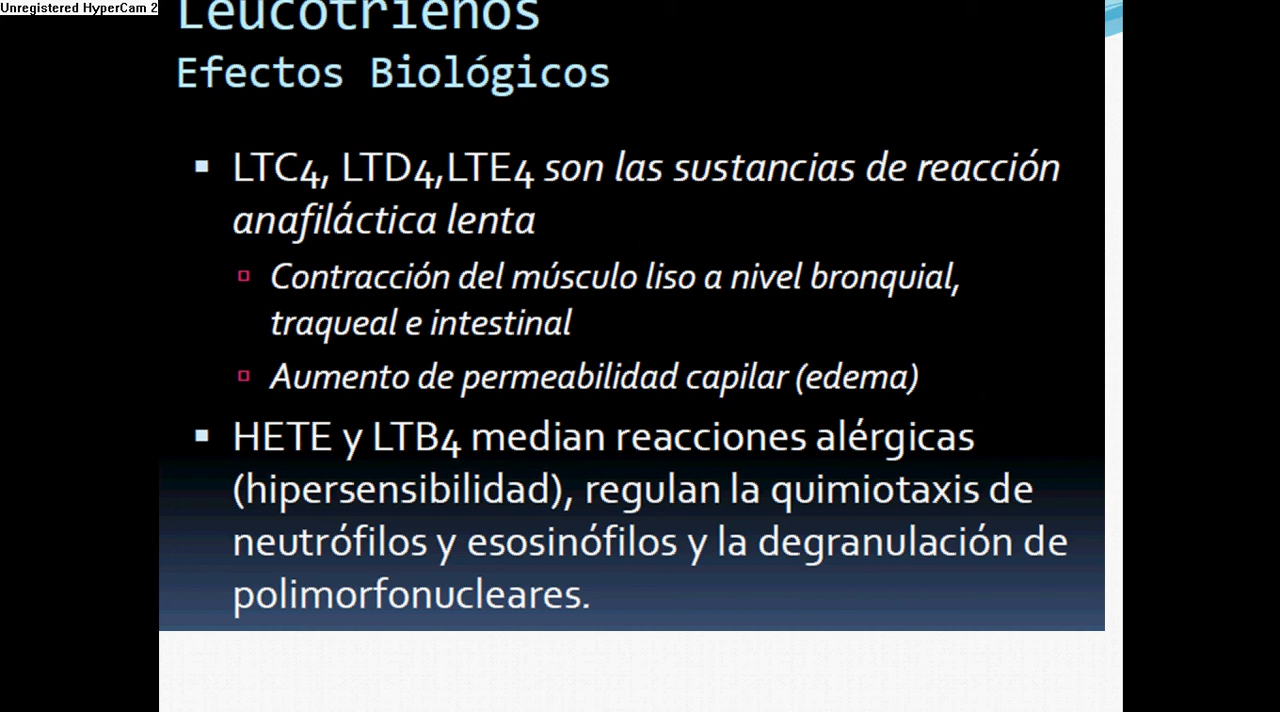 Unregistered HyperCam 2
Leucotrienos
Efectos Biológicos
▪ LTC4, LTD4,LTE4 son las sustancias de reacción
anafiláctica lenta
▫ Contracción del músculo liso a nivel bronquial,
traqueal e intestinal
▫ Aumento de permeabilidad capilar (edema)
▪ HETE y LTB4 median reacciones alérgicas
(hipersensibilidad), regulan la quimiotaxis de
neutrófilos y esosinófilos y la degranulación de
polimorfonucleares.